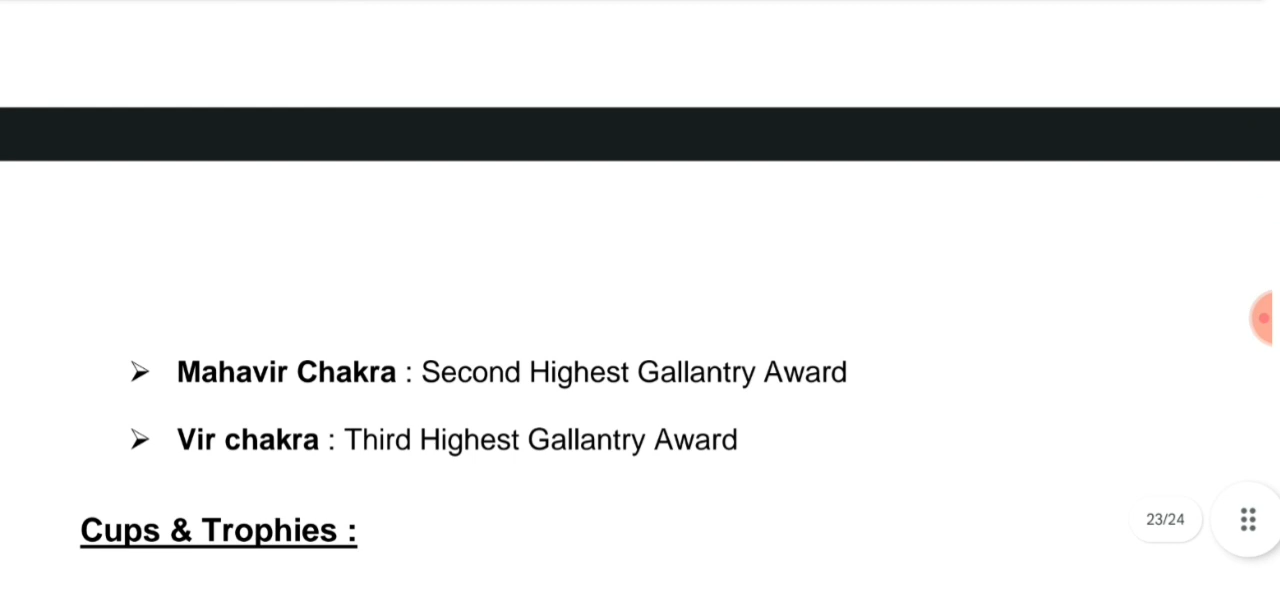 ➢ Mahavir Chakra : Second Highest Gallantry Award
➢ Vir chakra : Third Highest Gallantry Award
Cups & Trophies :
23/24